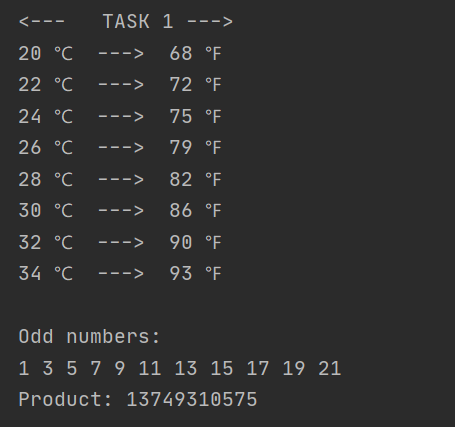 <---   TASK 1 --->
20 ℃  --->  68 ℉
22 ℃  --->  72 ℉
24 ℃  --->  75 ℉
26 ℃  --->  79 ℉
28 ℃  --->  82 ℉
30 ℃  --->  86 ℉
32 ℃  --->  90 ℉
34 ℃  --->  93 ℉
Odd numbers:
1 3 5 7 9 11 13 15 17 19 21
Product: 13749310575